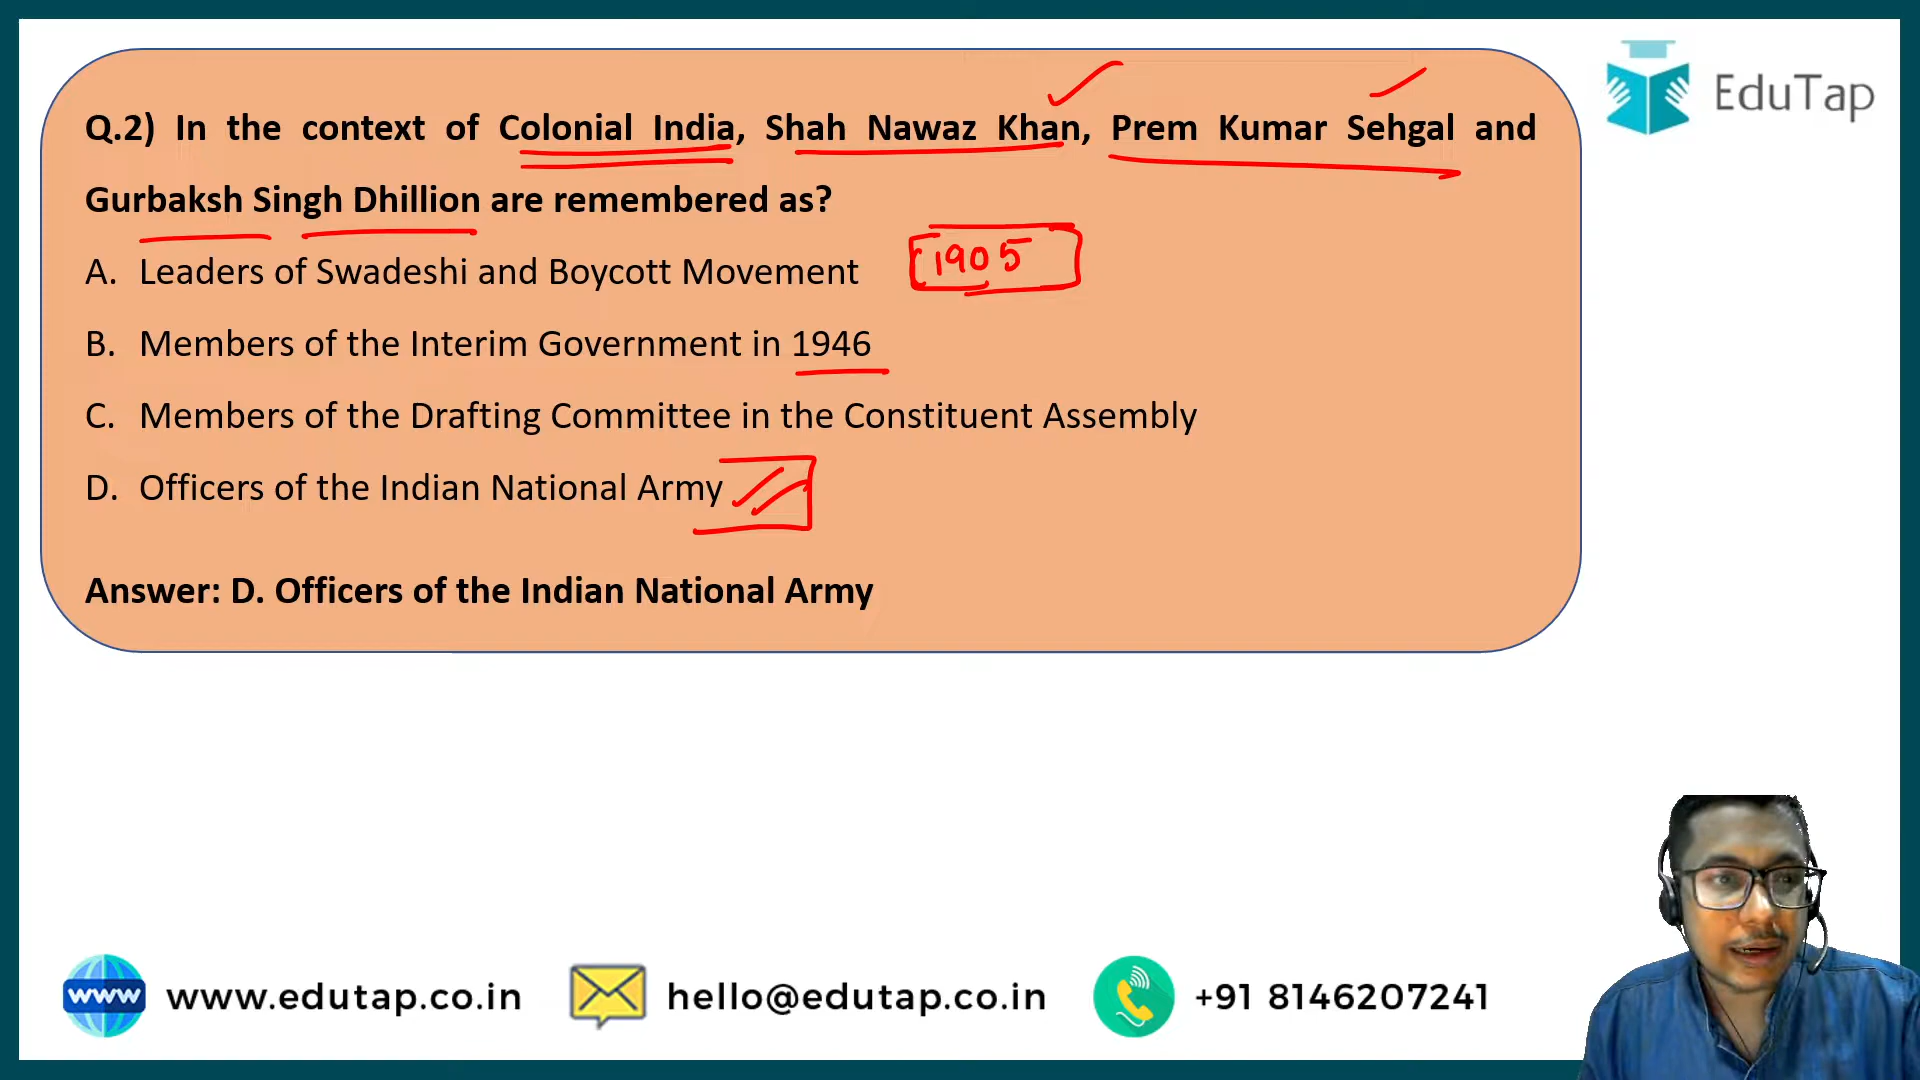 EduTap
Q.2) In the context of Colonial India, Shah Nawaz Khan, Prem Kumar Sehgal and
Gurbaksh Singh Dhillion are remembered as?
A. Leaders of Swadeshi and Boycott Movement 1905
B. Members of the Interim Government in 1946
C. Members of the Drafting Committee in the Constituent Assembly
D. Officers of the Indian National Army
Answer: D. Officers of the Indian National Army
www www.edutap.co.in hello@edutap.co.in +91 8146207241